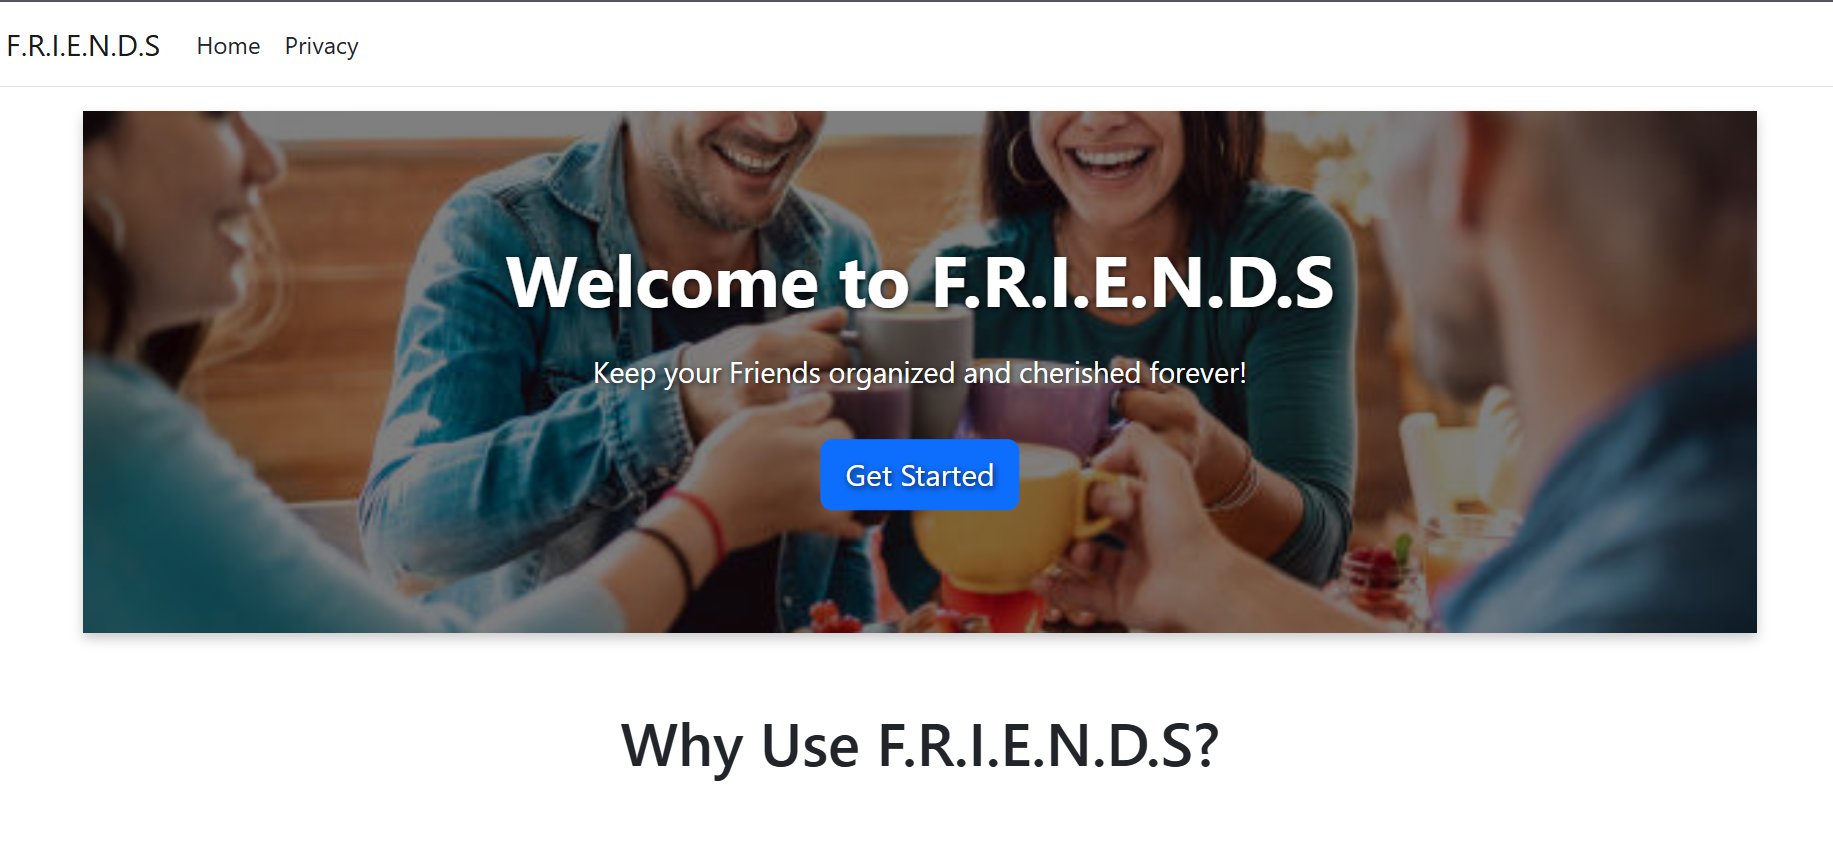 F.R.I.E.N.D.S Home Privacy
Welcome to F.R.I.E.N.D.S
Keep your Friends organized and cherished forever!
Get Started
Why Use F.R.I.E.N.D.S?